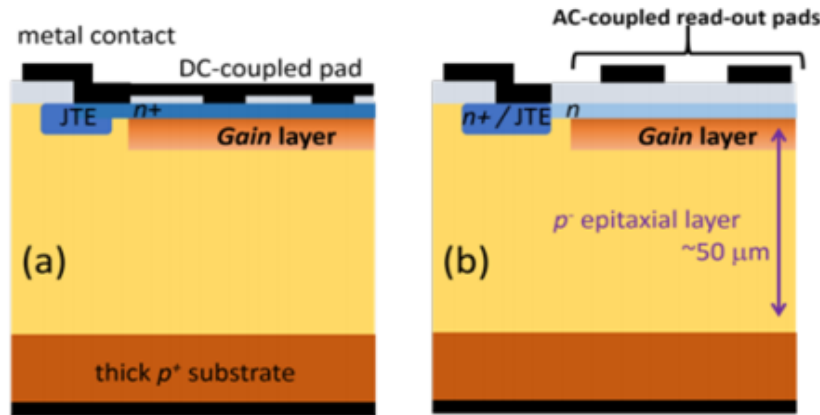 metal contact
DC-coupled pad
JTE
n+
Gain layer
(a)
thick p⁺ substrate
AC-coupled read-out pads
n+ / JTE
n
Gain layer
p⁻ epitaxial layer
~50 μm
(b)